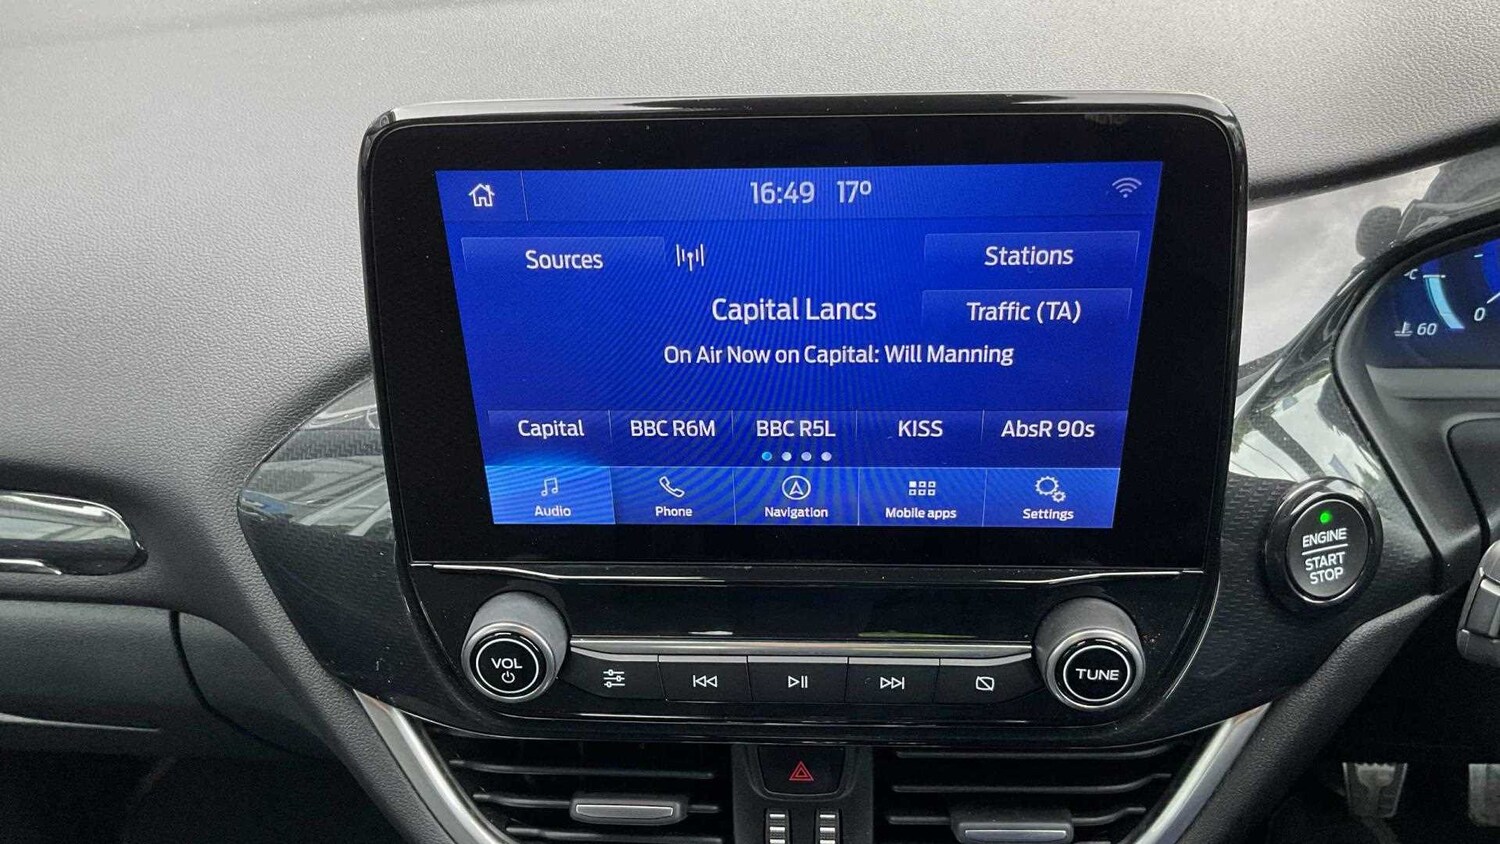 16:49 17º
Sources
Stations
Capital Lancs
Traffic (TA)
On Air Now on Capital: Will Manning
Capital BBC R6M BBC R5L KISS AbsR 90s
Audio Phone Navigation Mobile apps Settings
°C
60 0
ENGINE
START
STOP
VOL
TUNE